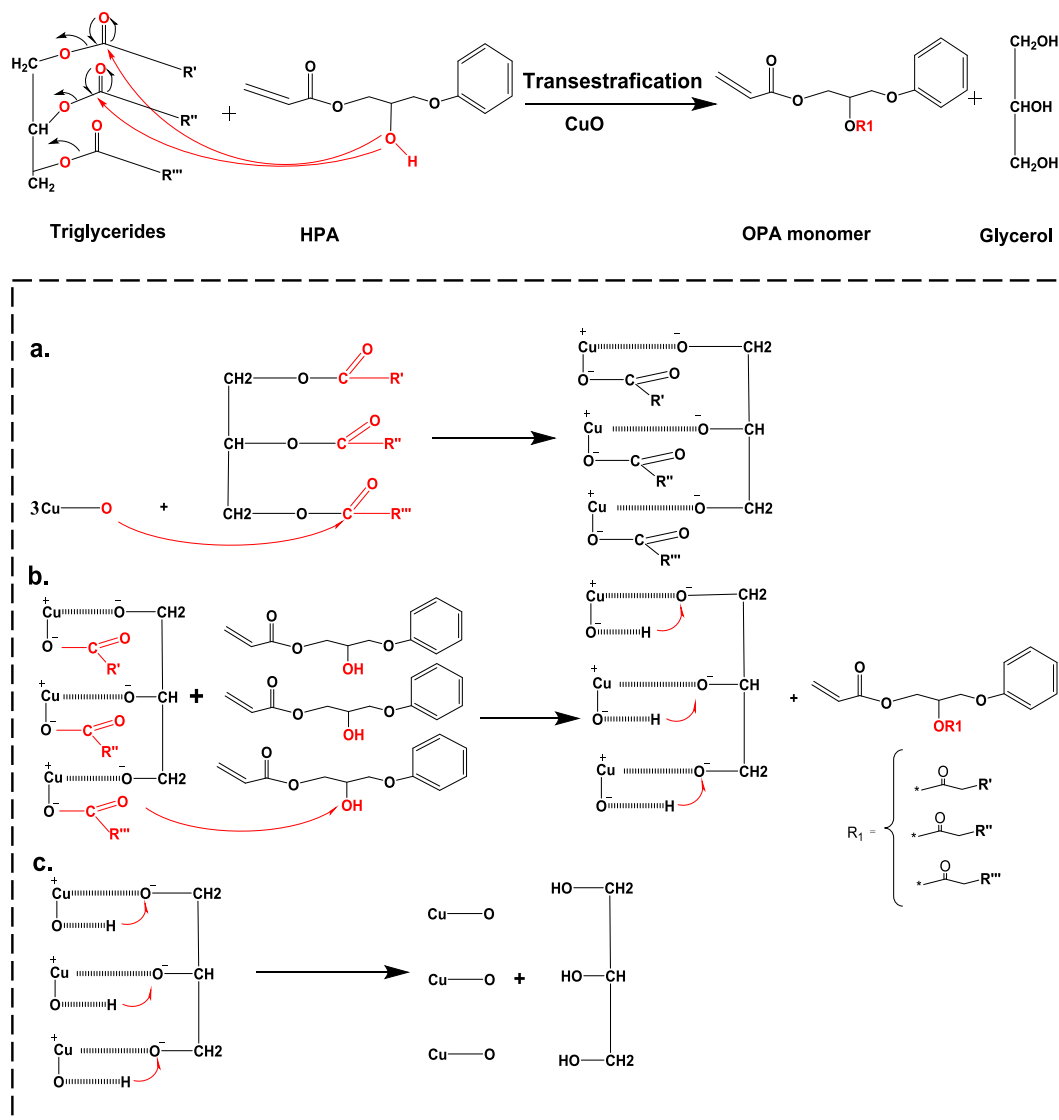 O O O
H₂C O R' O O Transestrafication O CH₂OH
O R'' + O O CuO O O + CHOH
CH O O H OR1
O R''' CH₂OH
CH₂
Triglycerides HPA OPA monomer Glycerol
a.
CH2 O C O R'
CH O C O R''
3Cu O + CH2 O C O R'''
+ Cu O − CH2
O − C O R'
+ Cu O − CH
O − C O R''
+ Cu O − CH2
O − C O R'''
b.
+ Cu O − CH2
O − C O R'
+ Cu O − CH
O − C O R''
+ Cu O − CH2
O − C O R'''
+
O O O OH
O O O OH
O O O OH
+ Cu O − CH2
O − H
+ Cu O − CH
O − H
+ Cu O − CH2
O − H
+
O O O OR1
R₁ =
* O R'
* O R''
* O R'''
c.
+ Cu O − CH2
O H
+ Cu O − CH
O H
+ Cu O − CH2
O H
Cu O
Cu O +
Cu O
HO CH2
HO CH
HO CH2